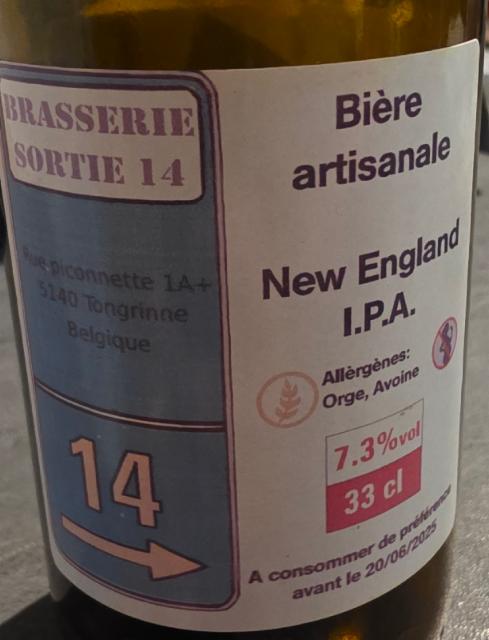 BRASSERIE
SORTIE 14
Rue piconnette 1A+
5140 Tongrinne
Belgique
14
Bière
artisanale
New England
I.P.A.
Allèrgènes:
Orge, Avoine
7.3%vol
33 cl
A consommer de préférence
avant le 20/06/2025